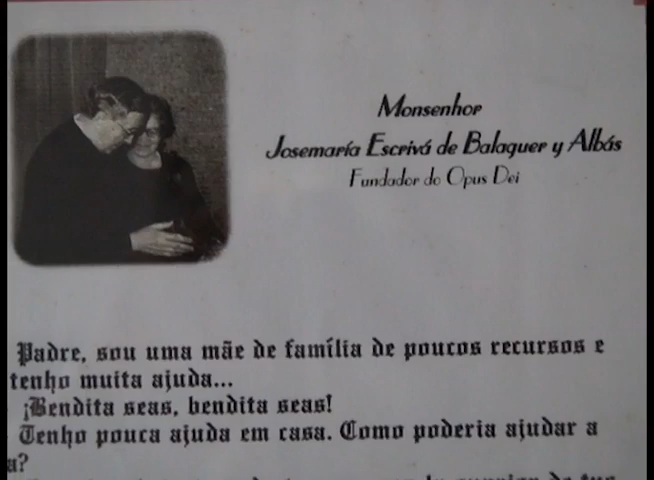 Monsenhor
Josemaría Escrivá de Balaguer y Albás
Fundador do Opus Dei
Padre, sou uma mãe de família de poucos recursos e
tenho muita ajuda...
¡Bendita seas, bendita seas!
Tenho pouca ajuda em casa. Como poderia ajudar a
a?